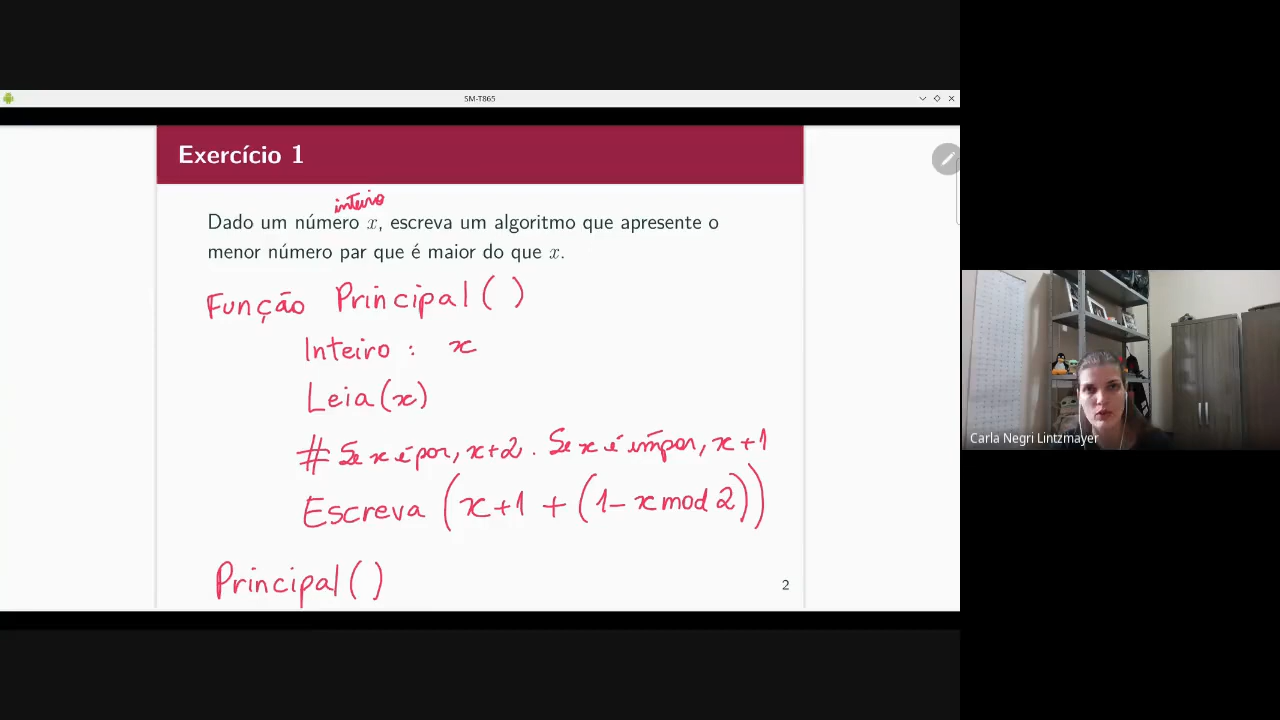 SM-T865
Exercício 1
inteiro
Dado um número x, escreva um algoritmo que apresente o
menor número par que é maior do que x.
Função Principal ( )
Inteiro : x
Leia(x)
# Se x é par, x+2. Se x é ímpar, x+1
Escreva (x+1 + (1-x mod 2))
Principal ( )
2
Carla Negri Lintzmayer